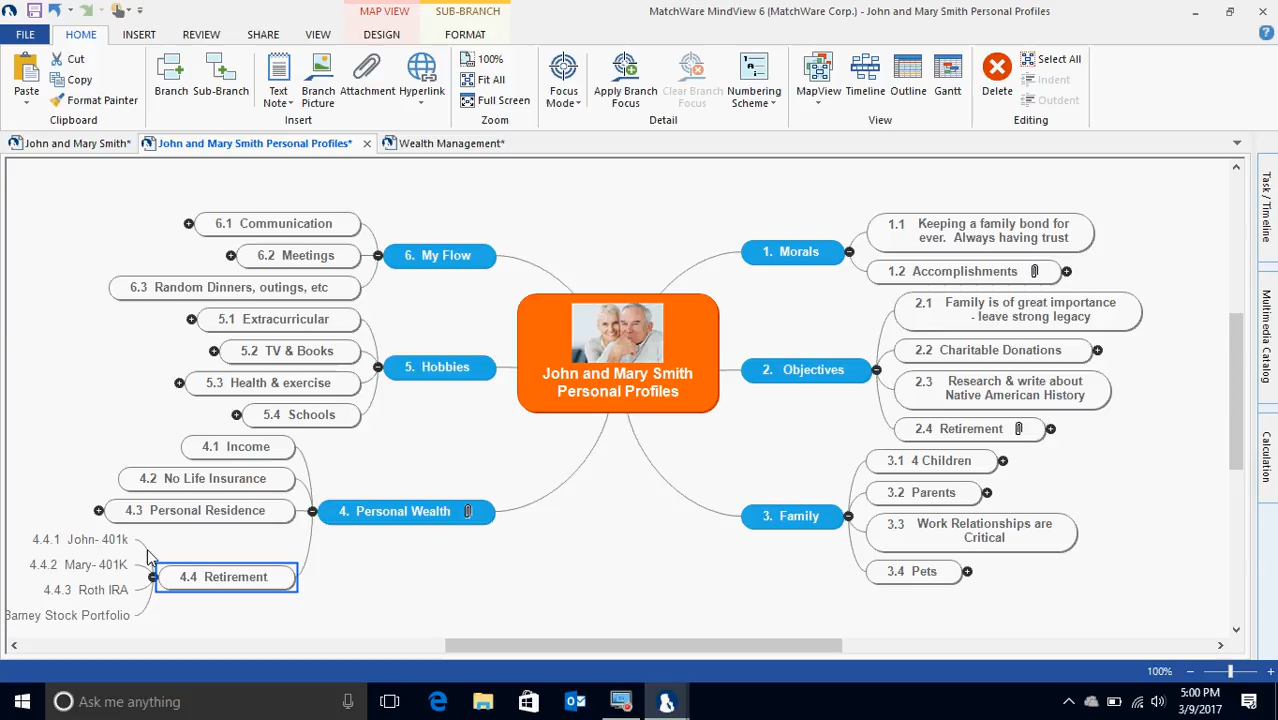 MAP VIEW
SUB-BRANCH
MatchWare MindView 6 (MatchWare Corp.) - John and Mary Smith Personal Profiles
FILE
HOME
INSERT
REVIEW
SHARE
VIEW
DESIGN
FORMAT
Paste
Cut
Copy
Format Painter
Clipboard
Branch
Sub-Branch
Text Note
Branch Picture
Attachment
Hyperlink
Insert
100%
Fit All
Full Screen
Zoom
Focus Mode
Apply Branch Focus
Clear Branch Focus
Numbering Scheme
Detail
MapView
Timeline
Outline
Gantt
View
Delete
Select All
Indent
Outdent
Editing
John and Mary Smith*
John and Mary Smith Personal Profiles*
Wealth Management*
6.1 Communication
6.2 Meetings
6.3 Random Dinners, outings, etc
6. My Flow
5.1 Extracurricular
5.2 TV & Books
5.3 Health & exercise
5.4 Schools
5. Hobbies
4.1 Income
4.2 No Life Insurance
4.3 Personal Residence
4. Personal Wealth
4.4.1 John- 401k
4.4.2 Mary- 401K
4.4.3 Roth IRA
Barney Stock Portfolio
4.4 Retirement
John and Mary Smith
Personal Profiles
1. Morals
1.1 Keeping a family bond for
ever. Always having trust
1.2 Accomplishments
2. Objectives
2.1 Family is of great importance
- leave strong legacy
2.2 Charitable Donations
2.3 Research & write about
Native American History
2.4 Retirement
3. Family
3.1 4 Children
3.2 Parents
3.3 Work Relationships are
Critical
3.4 Pets
Task / Timeline
Multimedia Catalog
Calculation
100%
Ask me anything
5:00 PM
3/9/2017